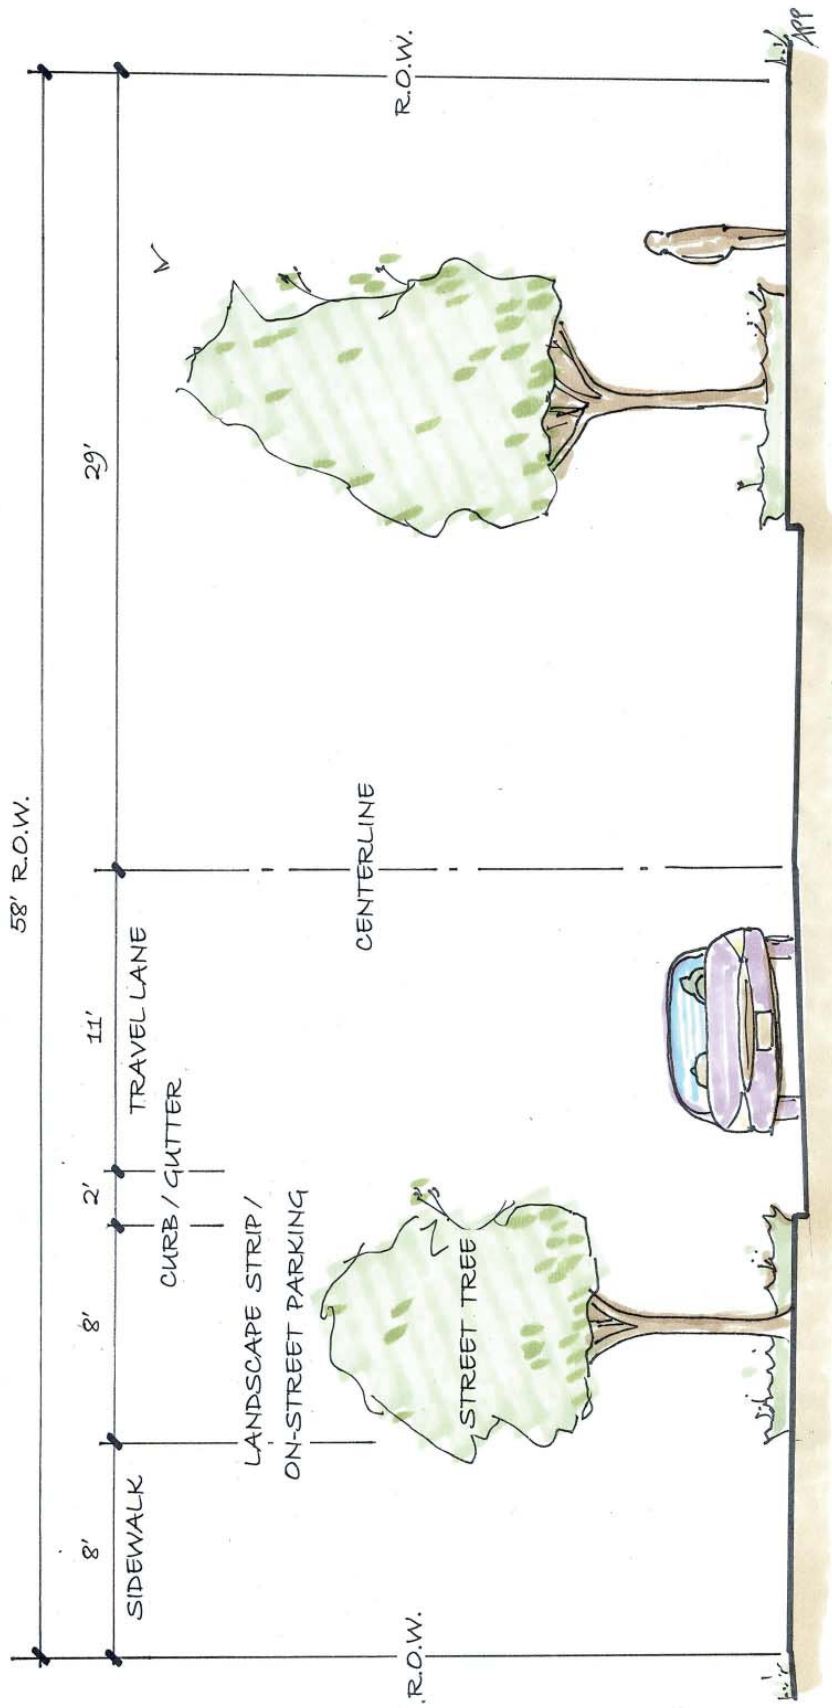 58' R.O.W.
8'
8'
2'
11'
29'
SIDEWALK
TRAVEL LANE
CURB / GUTTER
LANDSCAPE STRIP /
ON-STREET PARKING
CENTERLINE
STREET TREE
R.O.W.
R.O.W.
APP